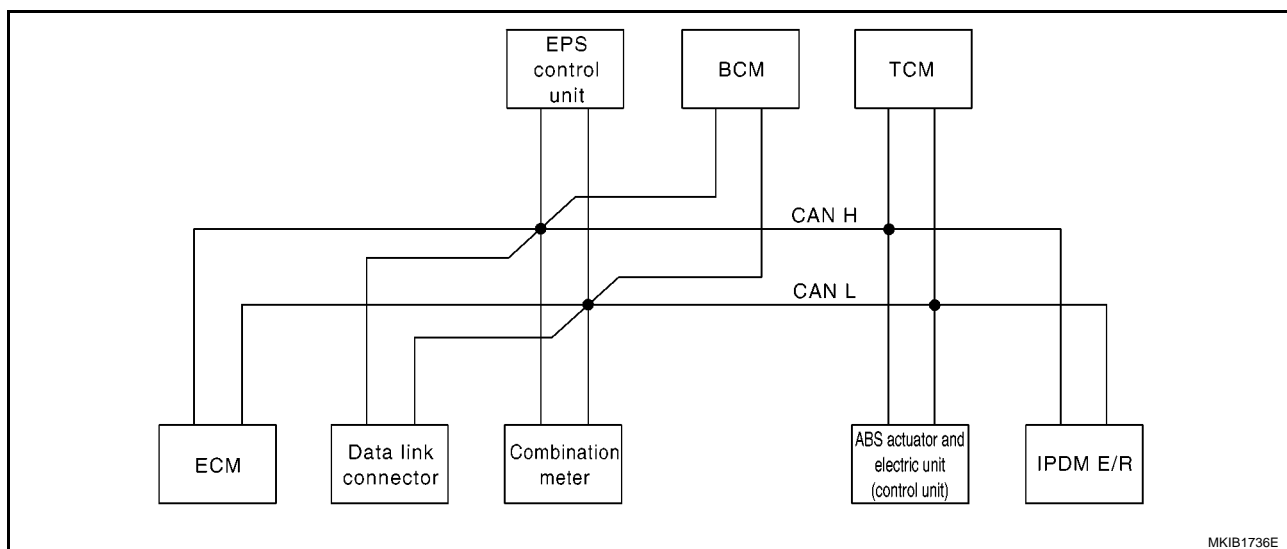 EPS
control
unit
BCM
TCM
CAN H
CAN L
ECM
Data link
connector
Combination
meter
ABS actuator and
electric unit
(control unit)
IPDM E/R
MKIB1736E